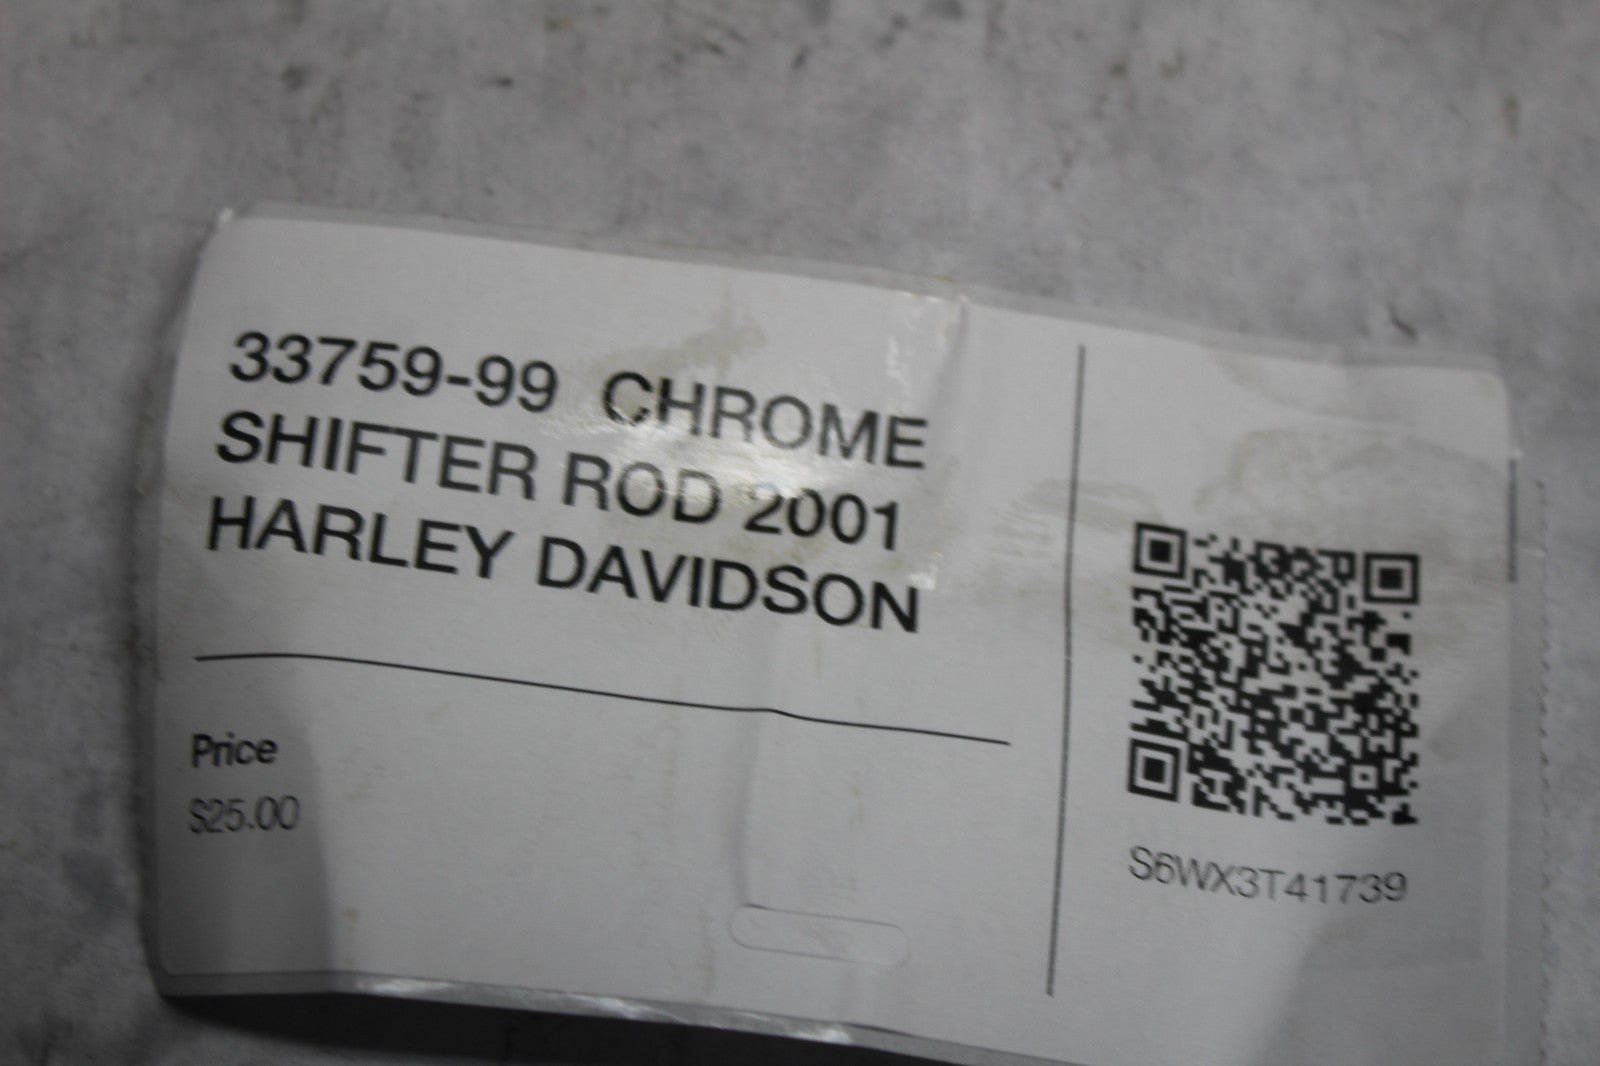 33759-99 CHROME
SHIFTER ROD 2001
HARLEY DAVIDSON
Price
$25.00
S6WX3T41739